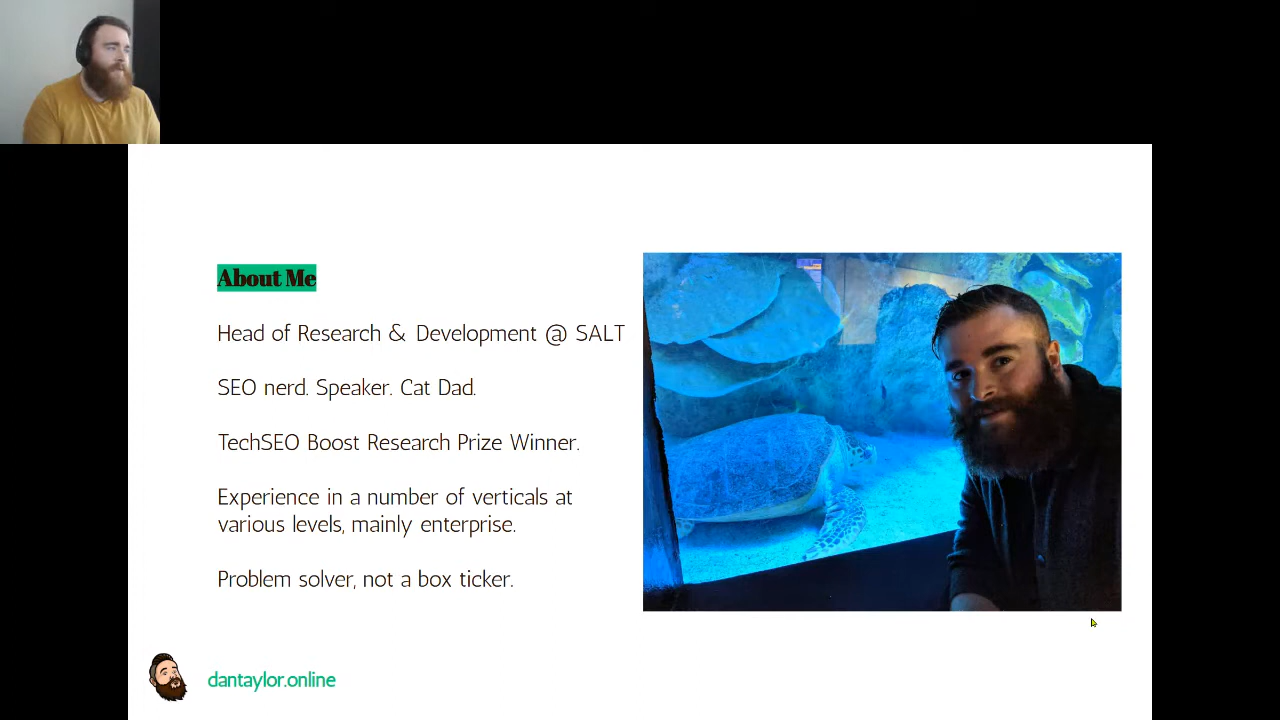 About Me
Head of Research & Development @ SALT
SEO nerd. Speaker. Cat Dad.
TechSEO Boost Research Prize Winner.
Experience in a number of verticals at
various levels, mainly enterprise.
Problem solver, not a box ticker.
dantaylor.online